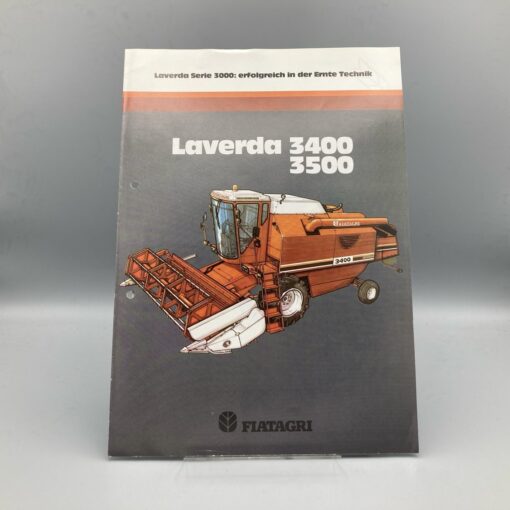 Laverda Serie 3000: erfolgreich in der Ernte Technik
Laverda 3400
3500
FIATAGRI
3400
FIATAGRI